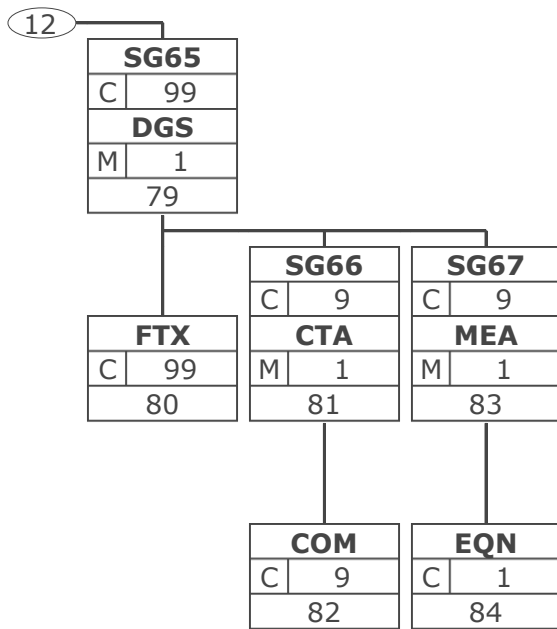 12
SG65
C 99
DGS
M 1
79
FTX
C 99
80
SG66
C 9
CTA
M 1
81
SG67
C 9
MEA
M 1
83
COM
C 9
82
EQN
C 1
84